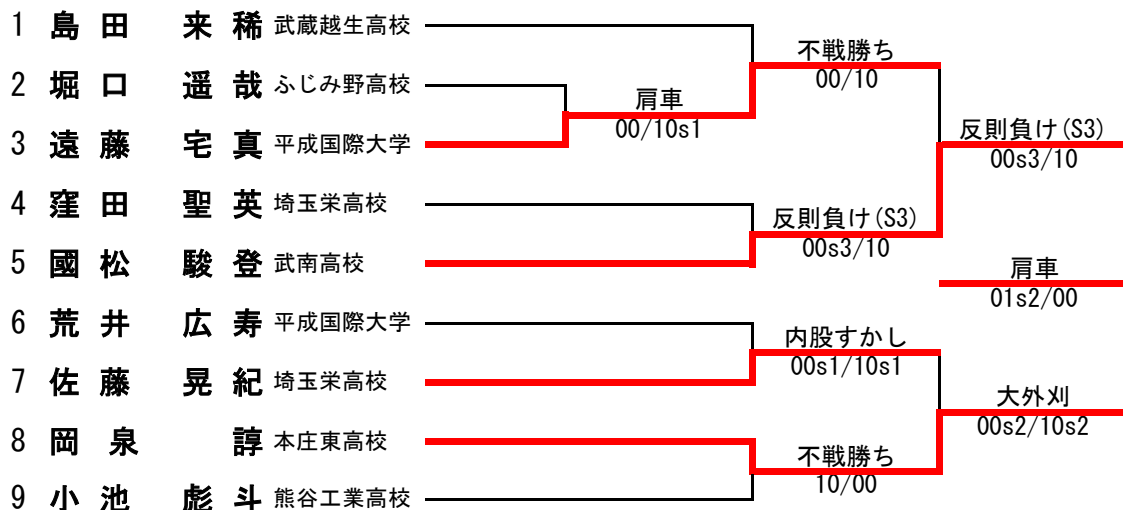 1 島田 来稀 武蔵越生高校
不戦勝ち
00/10
2 堀口 遥哉 ふじみ野高校
肩車
00/10s1
3 遠藤 宅真 平成国際大学
反則負け(S3)
00s3/10
4 窪田 聖英 埼玉栄高校
反則負け(S3)
00s3/10
5 國松 駿登 武南高校
肩車
01s2/00
6 荒井 広寿 平成国際大学
内股すかし
00s1/10s1
7 佐藤 晃紀 埼玉栄高校
大外刈
00s2/10s2
8 岡泉 諄 本庄東高校
不戦勝ち
10/00
9 小池 彪斗 熊谷工業高校